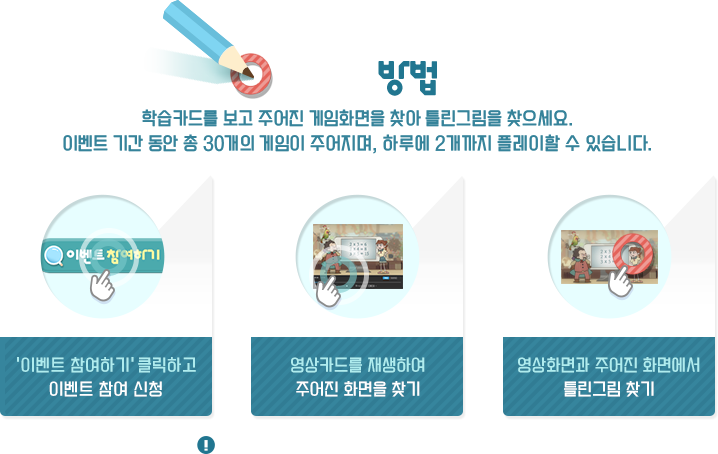 방법
학습카드를 보고 주어진 게임화면을 찾아 틀린그림을 찾으세요.
이벤트 기간 동안 총 30개의 게임이 주어지며, 하루에 2개까지 플레이할 수 있습니다.
이벤트 참여하기
'이벤트 참여하기' 클릭하고
이벤트 참여 신청
영상카드를 재생하여
주어진 화면을 찾기
영상화면과 주어진 화면에서
틀린그림 찾기
!